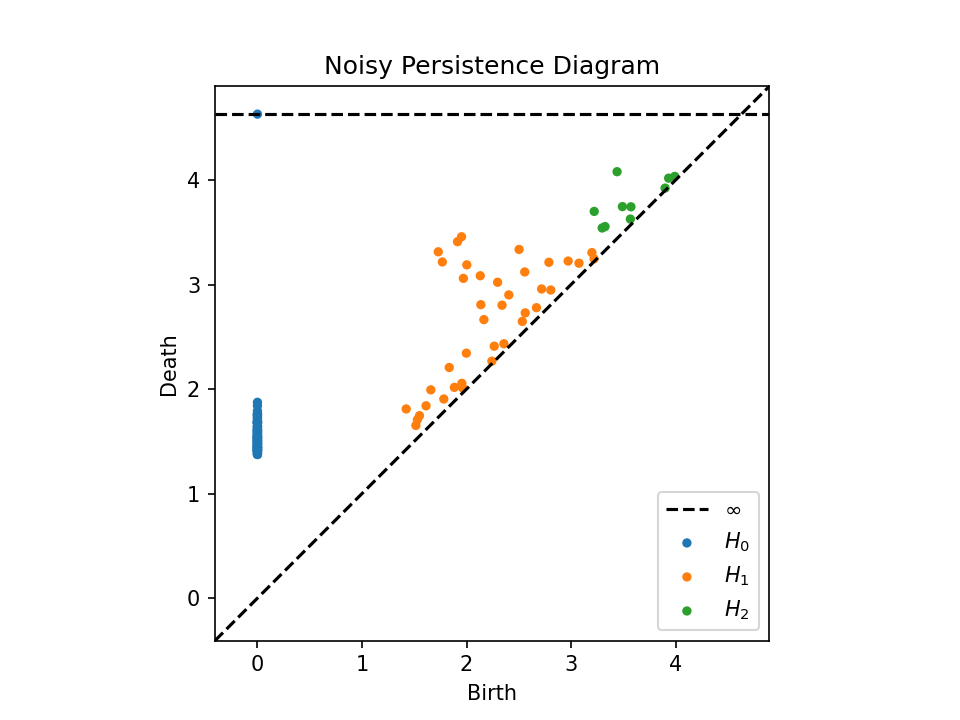 Noisy Persistence Diagram
Death
4
3
2
1
0
0 1 2 3 4
Birth
∞
H₀
H₁
H₂